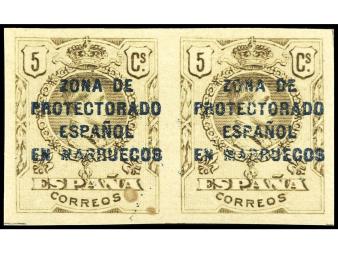 5 Cs. 5 Cs.
ZONA DE ZONA DE
PROTECTORADO PROTECTORADO
ESPAÑOL ESPAÑOL
EN MARRUECOS EN MARRUECOS
ESPAÑA ESPAÑA
CORREOS CORREOS